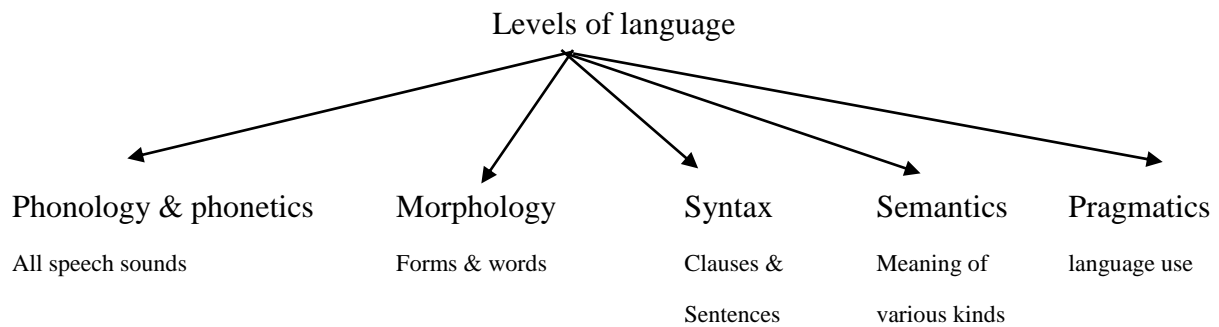 Levels of language
Phonology & phonetics Morphology Syntax Semantics Pragmatics
All speech sounds Forms & words Clauses & Meaning of language use
Sentences various kinds